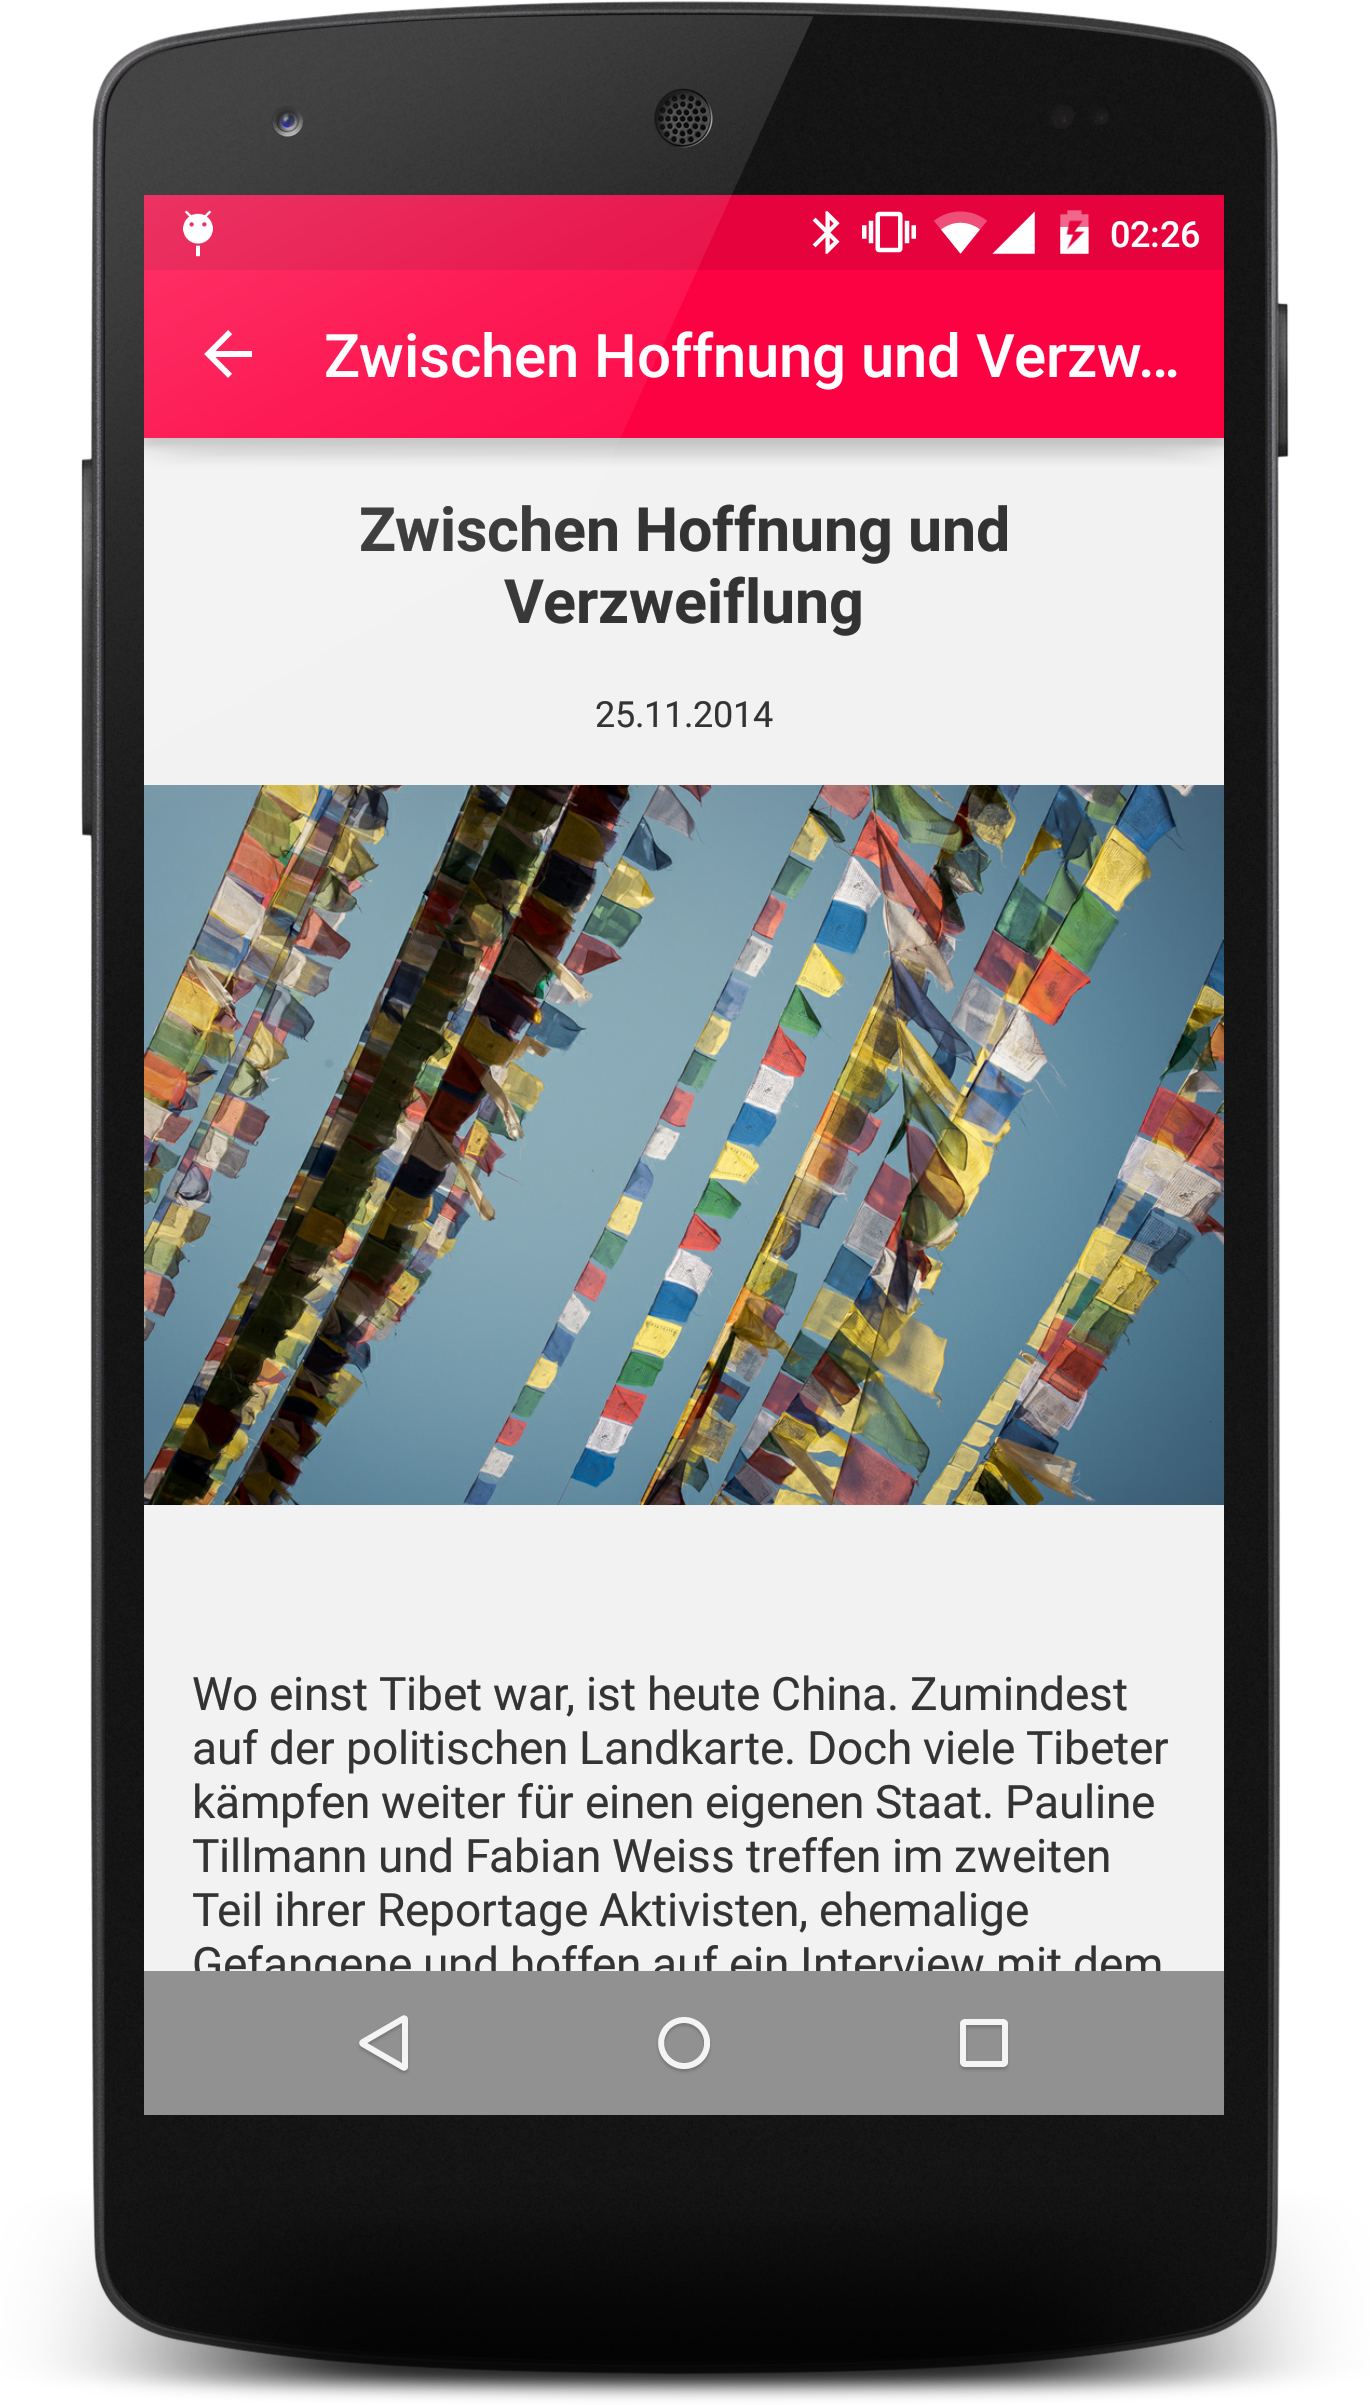 02:26
Zwischen Hoffnung und Verzw...
Zwischen Hoffnung und
Verzweiflung
25.11.2014
Wo einst Tibet war, ist heute China. Zumindest
auf der politischen Landkarte. Doch viele Tibeter
kämpfen weiter für einen eigenen Staat. Pauline
Tillmann und Fabian Weiss treffen im zweiten
Teil ihrer Reportage Aktivisten, ehemalige
Gefangene und hoffen auf ein Interview mit dem